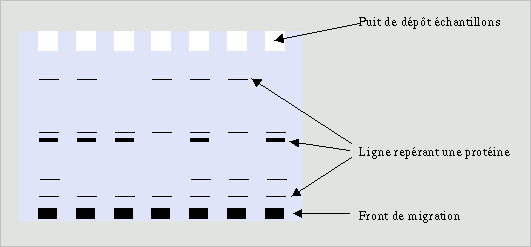 Puit de dépôt échantillons
Ligne repérant une protéine
Front de migration